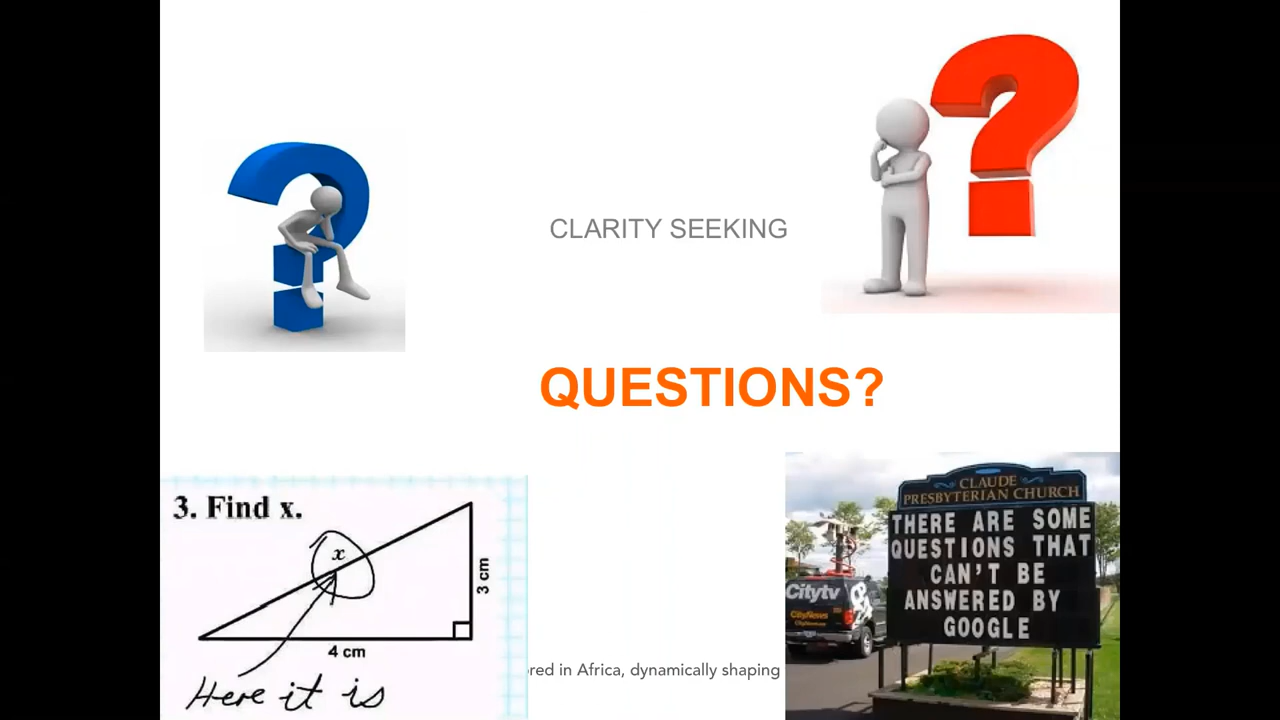 CLARITY SEEKING
QUESTIONS?
3. Find x.
x
3 cm
4 cm
Here it is
in Africa, dynamically shaping
CLAUDE
PRESBYTERIAN CHURCH
THERE ARE SOME
QUESTIONS THAT
CAN'T BE
ANSWERED BY
GOOGLE
Citytv
CityNews